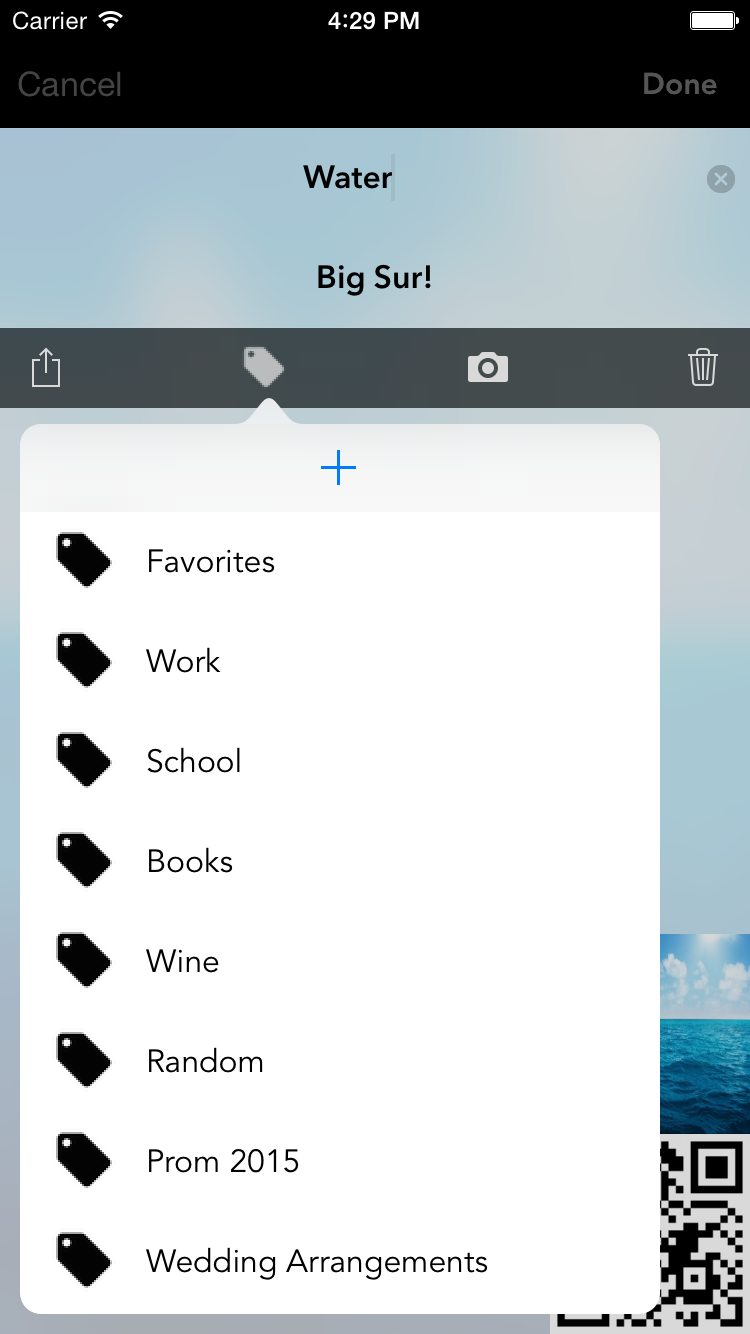 Carrier 4:29 PM
Cancel Done
Water
Big Sur!
Favorites
Work
School
Books
Wine
Random
Prom 2015
Wedding Arrangements